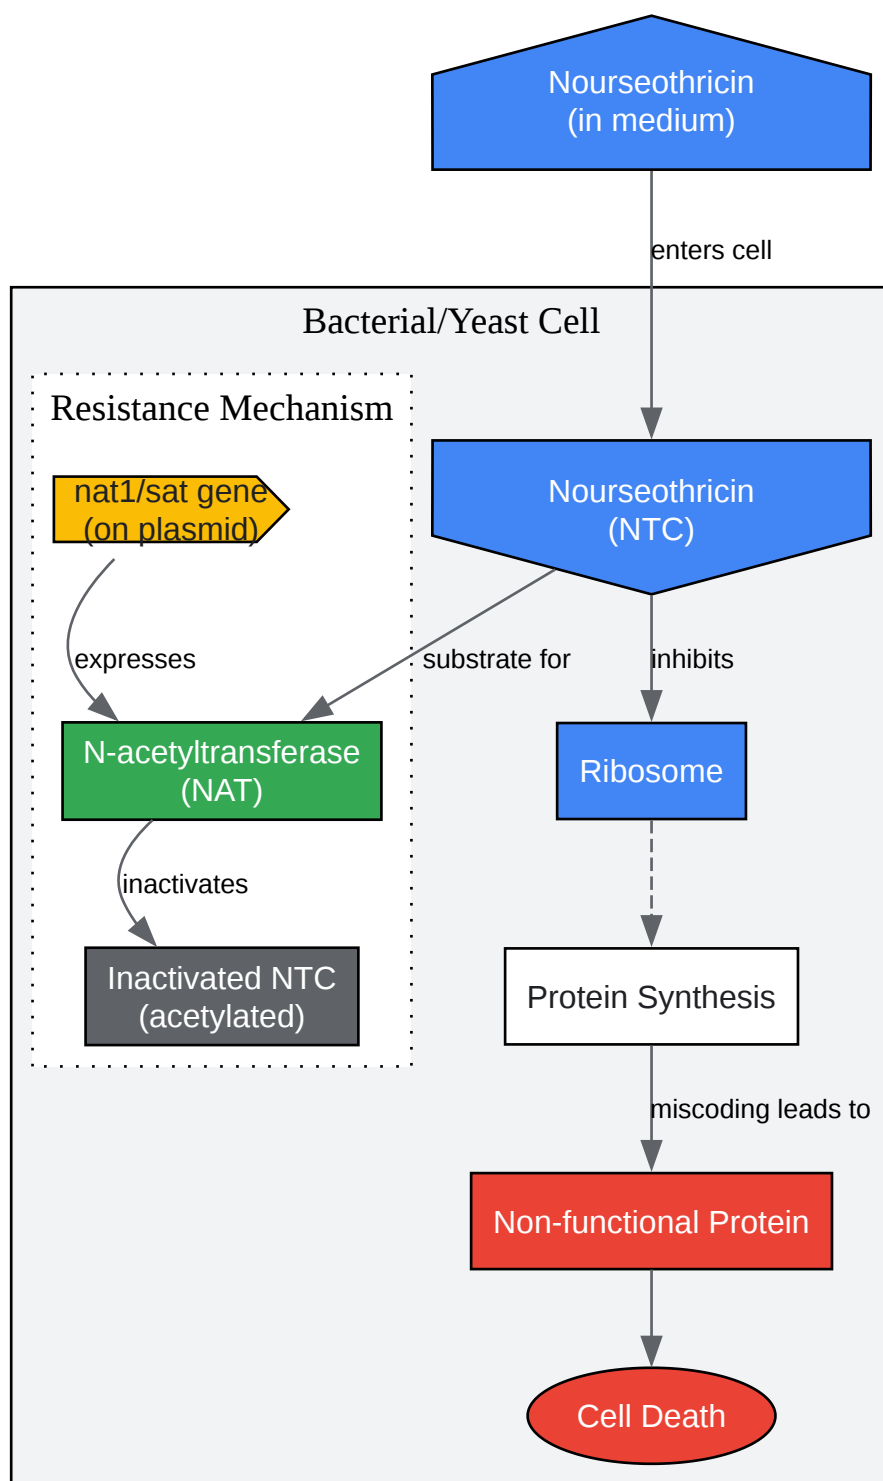 Nourseothricin
(in medium)
enters cell
Bacterial/Yeast Cell
Resistance Mechanism
nat1/sat gene
(on plasmid)
Nourseothricin
(NTC)
expresses
substrate for
inhibits
N-acetyltransferase
(NAT)
Ribosome
inactivates
Inactivated NTC
(acetylated)
Protein Synthesis
miscoding leads to
Non-functional Protein
Cell Death